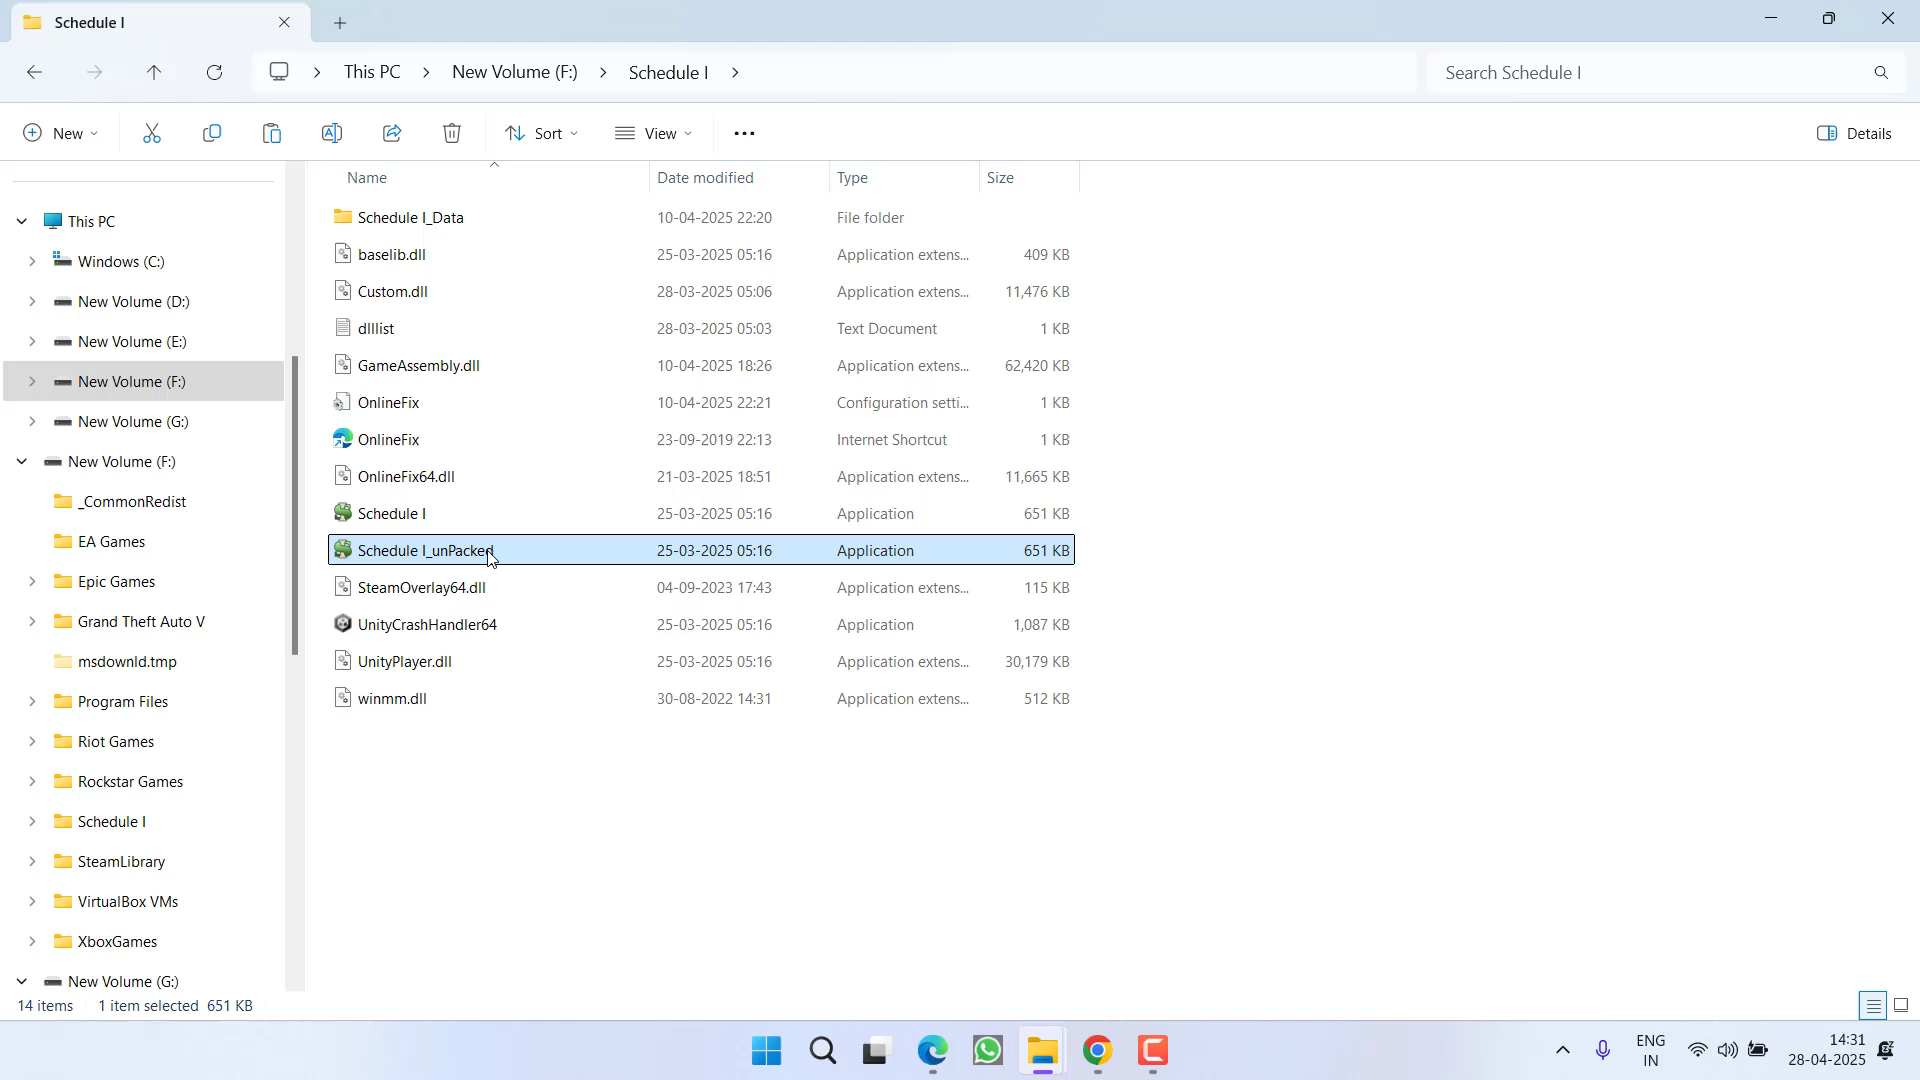 Schedule I
This PC
New Volume (F:)
Schedule I
Search Schedule I
New
Sort
View
Details
Name
Date modified
Type
Size
Schedule I_Data 10-04-2025 22:20 File folder
baselib.dll 25-03-2025 05:16 Application extens... 409 KB
Custom.dll 28-03-2025 05:06 Application extens... 11,476 KB
dlllist 28-03-2025 05:03 Text Document 1 KB
GameAssembly.dll 10-04-2025 18:26 Application extens... 62,420 KB
OnlineFix 10-04-2025 22:21 Configuration setti... 1 KB
OnlineFix 23-09-2019 22:13 Internet Shortcut 1 KB
OnlineFix64.dll 21-03-2025 18:51 Application extens... 11,665 KB
Schedule I 25-03-2025 05:16 Application 651 KB
Schedule I_unPacked 25-03-2025 05:16 Application 651 KB
SteamOverlay64.dll 04-09-2023 17:43 Application extens... 115 KB
UnityCrashHandler64 25-03-2025 05:16 Application 1,087 KB
UnityPlayer.dll 25-03-2025 05:16 Application extens... 30,179 KB
winmm.dll 30-08-2022 14:31 Application extens... 512 KB
This PC
Windows (C:)
New Volume (D:)
New Volume (E:)
New Volume (F:)
New Volume (G:)
New Volume (F:)
_CommonRedist
EA Games
Epic Games
Grand Theft Auto V
msdownld.tmp
Program Files
Riot Games
Rockstar Games
Schedule I
SteamLibrary
VirtualBox VMs
XboxGames
New Volume (G:)
14 items 1 item selected 651 KB
ENG
IN
14:31
28-04-2025